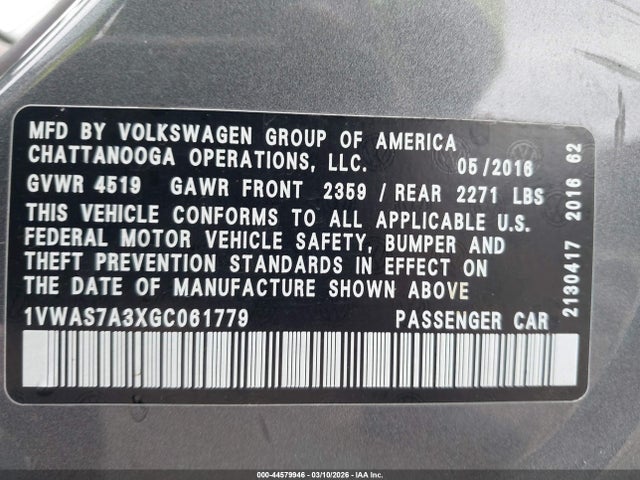 MFD BY VOLKSWAGEN GROUP OF AMERICA
CHATTANOOGA OPERATIONS, LLC. 05/2016
GVWR 4519 GAWR FRONT 2359 / REAR 2271 LBS
THIS VEHICLE CONFORMS TO ALL APPLICABLE U.S.
FEDERAL MOTOR VEHICLE SAFETY, BUMPER AND
THEFT PREVENTION STANDARDS IN EFFECT ON
THE DATE OF MANUFACTURE SHOWN ABOVE
1VWAS7A3XGC061779 PASSENGER CAR
2130417 2016 62
000-44579946 - 03/10/2026 - IAA Inc.